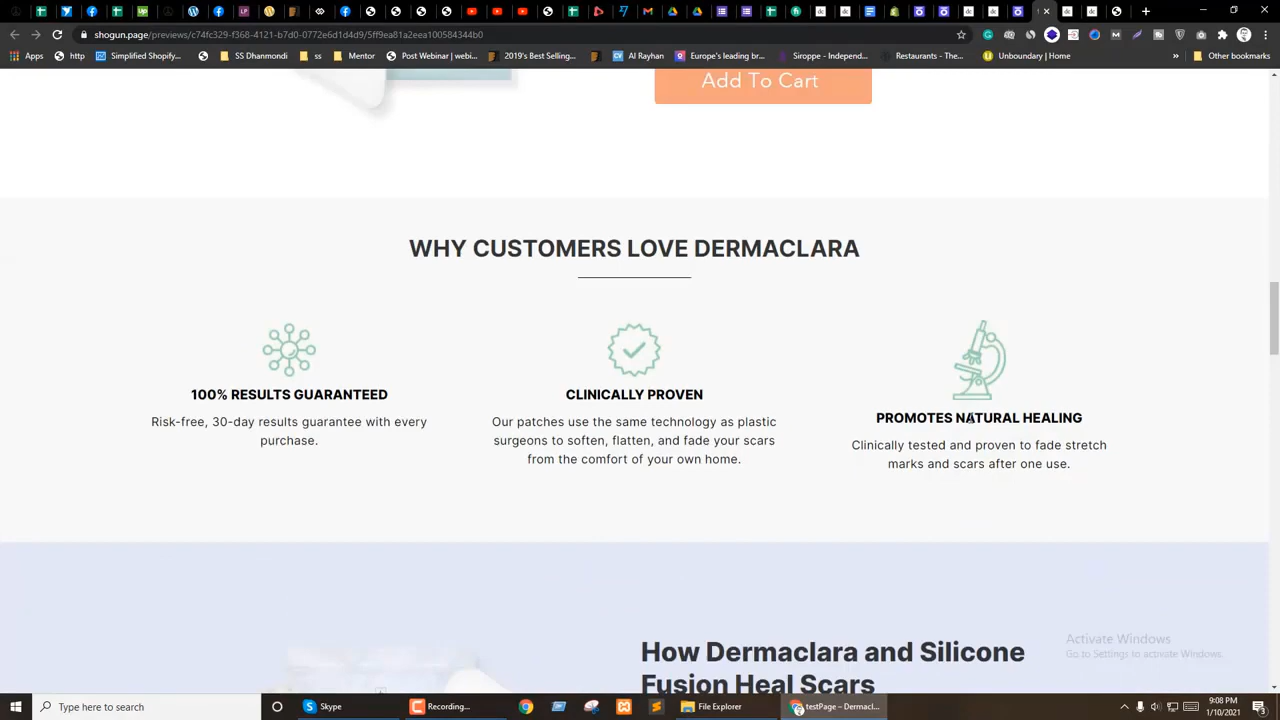 shogun.page/previews/c74fc329-f368-4121-b7d0-0772e6d1d4d9/5ff9ea81a2eea100584344b0
Apps
http
Simplified Shopify...
SS Dhanmondi
ss
Mentor
Post Webinar | webi...
2019's Best Selling...
Al Rayhan
Europe's leading br...
Siroppe - Independ...
Restaurants - The...
Unboundary | Home
»
Other bookmarks
Add To Cart
WHY CUSTOMERS LOVE DERMACLARA
100% RESULTS GUARANTEED
Risk-free, 30-day results guarantee with every
purchase.
CLINICALLY PROVEN
Our patches use the same technology as plastic
surgeons to soften, flatten, and fade your scars
from the comfort of your own home.
PROMOTES NATURAL HEALING
Clinically tested and proven to fade stretch
marks and scars after one use.
How Dermaclara and Silicone
Fusion Heal Scars
Activate Windows
Go to Settings to activate Windows.
Type here to search
Skype
Recording...
File Explorer
testPage – Dermacl...
9:08 PM
1/10/2021